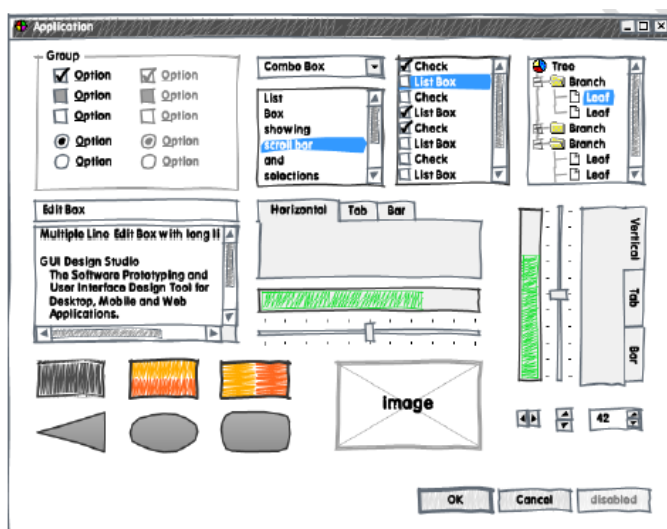 Application
Group
Option Option
Option Option
Option Option
Option Option
Option Option
Combo Box
List
Box
showing
scroll bar
and
selections
Check
List Box
Check
List Box
Check
List Box
Check
List Box
Tree
Branch
Leaf
Leaf
Branch
Branch
Leaf
Leaf
Edit Box
Multiple Line Edit Box with long li
GUI Design Studio
The Software Prototyping and
User Interface Design Tool for
Desktop, Mobile and Web
Applications.
Horizontal Tab Bar
Vertical
Tab
Bar
Image
42
OK Cancel disabled